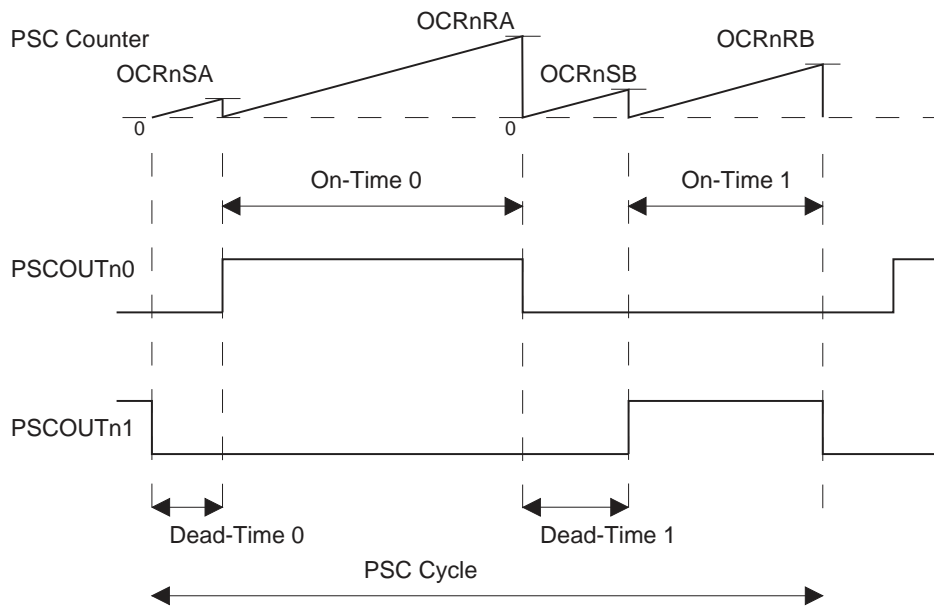 OCRnRA
PSC Counter
OCRnRB
OCRnSA
OCRnSB
0
0
On-Time 0
On-Time 1
PSCOUTn0
PSCOUTn1
Dead-Time 0
Dead-Time 1
PSC Cycle